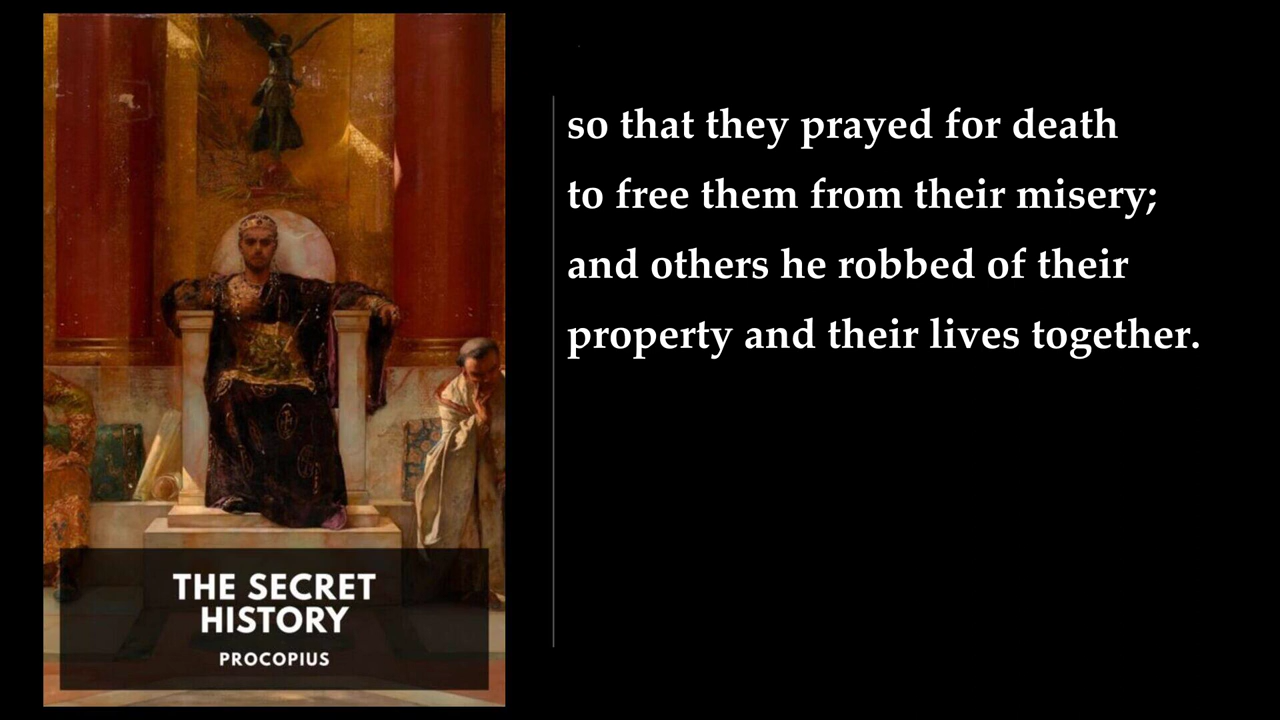 THE SECRET
HISTORY
PROCOPIUS
so that they prayed for death
to free them from their misery;
and others he robbed of their
property and their lives together.